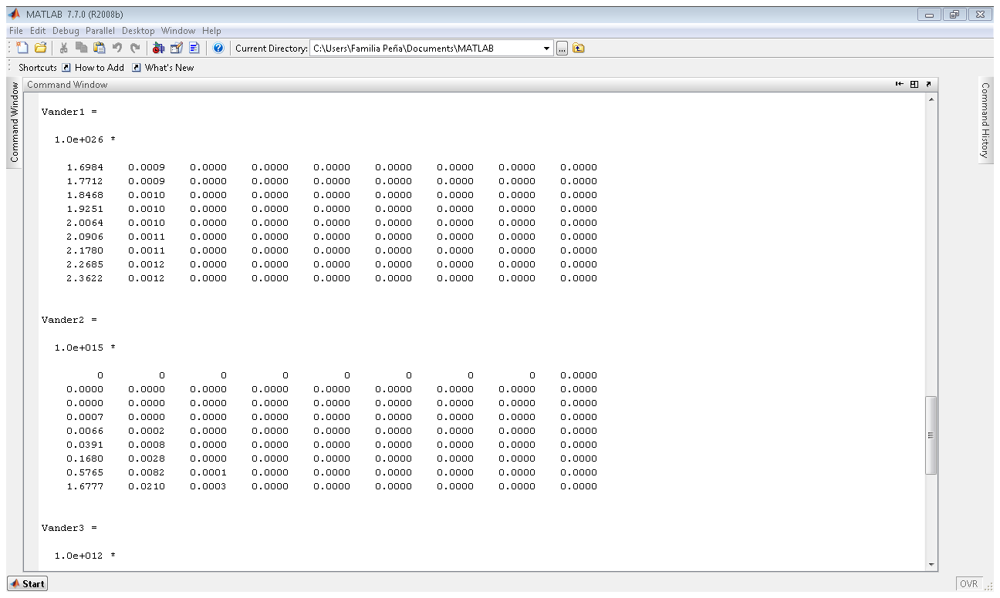 MATLAB 7.7.0 (R2008b)
File Edit Debug Parallel Desktop Window Help
Current Directory: C:\Users\Familia Peña\Documents\MATLAB ...
Shortcuts How to Add What's New
Command Window
Command Window
Command History
Vander1 =
1.0e+026 *
1.6984 0.0009 0.0000 0.0000 0.0000 0.0000 0.0000 0.0000 0.0000
1.7712 0.0009 0.0000 0.0000 0.0000 0.0000 0.0000 0.0000 0.0000
1.8468 0.0010 0.0000 0.0000 0.0000 0.0000 0.0000 0.0000 0.0000
1.9251 0.0010 0.0000 0.0000 0.0000 0.0000 0.0000 0.0000 0.0000
2.0064 0.0010 0.0000 0.0000 0.0000 0.0000 0.0000 0.0000 0.0000
2.0906 0.0011 0.0000 0.0000 0.0000 0.0000 0.0000 0.0000 0.0000
2.1780 0.0011 0.0000 0.0000 0.0000 0.0000 0.0000 0.0000 0.0000
2.2685 0.0012 0.0000 0.0000 0.0000 0.0000 0.0000 0.0000 0.0000
2.3622 0.0012 0.0000 0.0000 0.0000 0.0000 0.0000 0.0000 0.0000
Vander2 =
1.0e+015 *
0 0 0 0 0 0 0 0 0.0000
0.0000 0.0000 0.0000 0.0000 0.0000 0.0000 0.0000 0.0000 0.0000
0.0000 0.0000 0.0000 0.0000 0.0000 0.0000 0.0000 0.0000 0.0000
0.0007 0.0000 0.0000 0.0000 0.0000 0.0000 0.0000 0.0000 0.0000
0.0066 0.0002 0.0000 0.0000 0.0000 0.0000 0.0000 0.0000 0.0000
0.0391 0.0008 0.0000 0.0000 0.0000 0.0000 0.0000 0.0000 0.0000
0.1680 0.0028 0.0000 0.0000 0.0000 0.0000 0.0000 0.0000 0.0000
0.5765 0.0082 0.0001 0.0000 0.0000 0.0000 0.0000 0.0000 0.0000
1.6777 0.0210 0.0003 0.0000 0.0000 0.0000 0.0000 0.0000 0.0000
Vander3 =
1.0e+012 *
Start
OVR